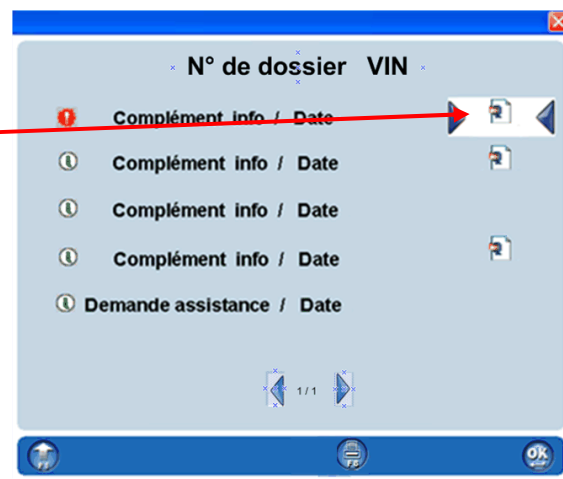 N° de dossier VIN
Complément info / Date
Complément info / Date
Complément info / Date
Complément info / Date
Demande assistance / Date
1 / 1
OK